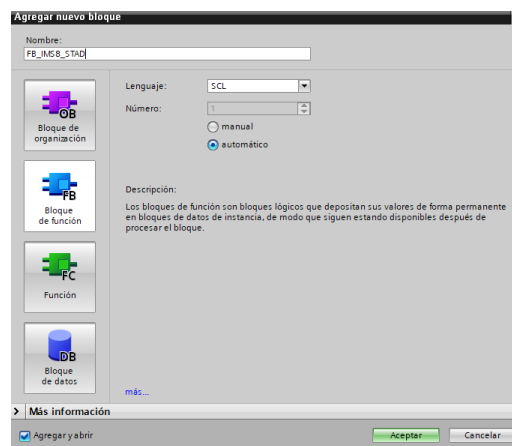 Agregar nuevo bloque
Nombre:
FB_IMS8_STAD
Lenguaje:
SCL
Número:
1
manual
automático
OB
Bloque de
organización
FB
Bloque
de función
FC
Función
DB
Bloque
de datos
Descripción:
Los bloques de función son bloques lógicos que depositan sus valores de forma permanente
en bloques de datos de instancia, de modo que siguen estando disponibles después de
procesar el bloque.
más...
> Más información
Agregar y abrir
Aceptar
Cancelar